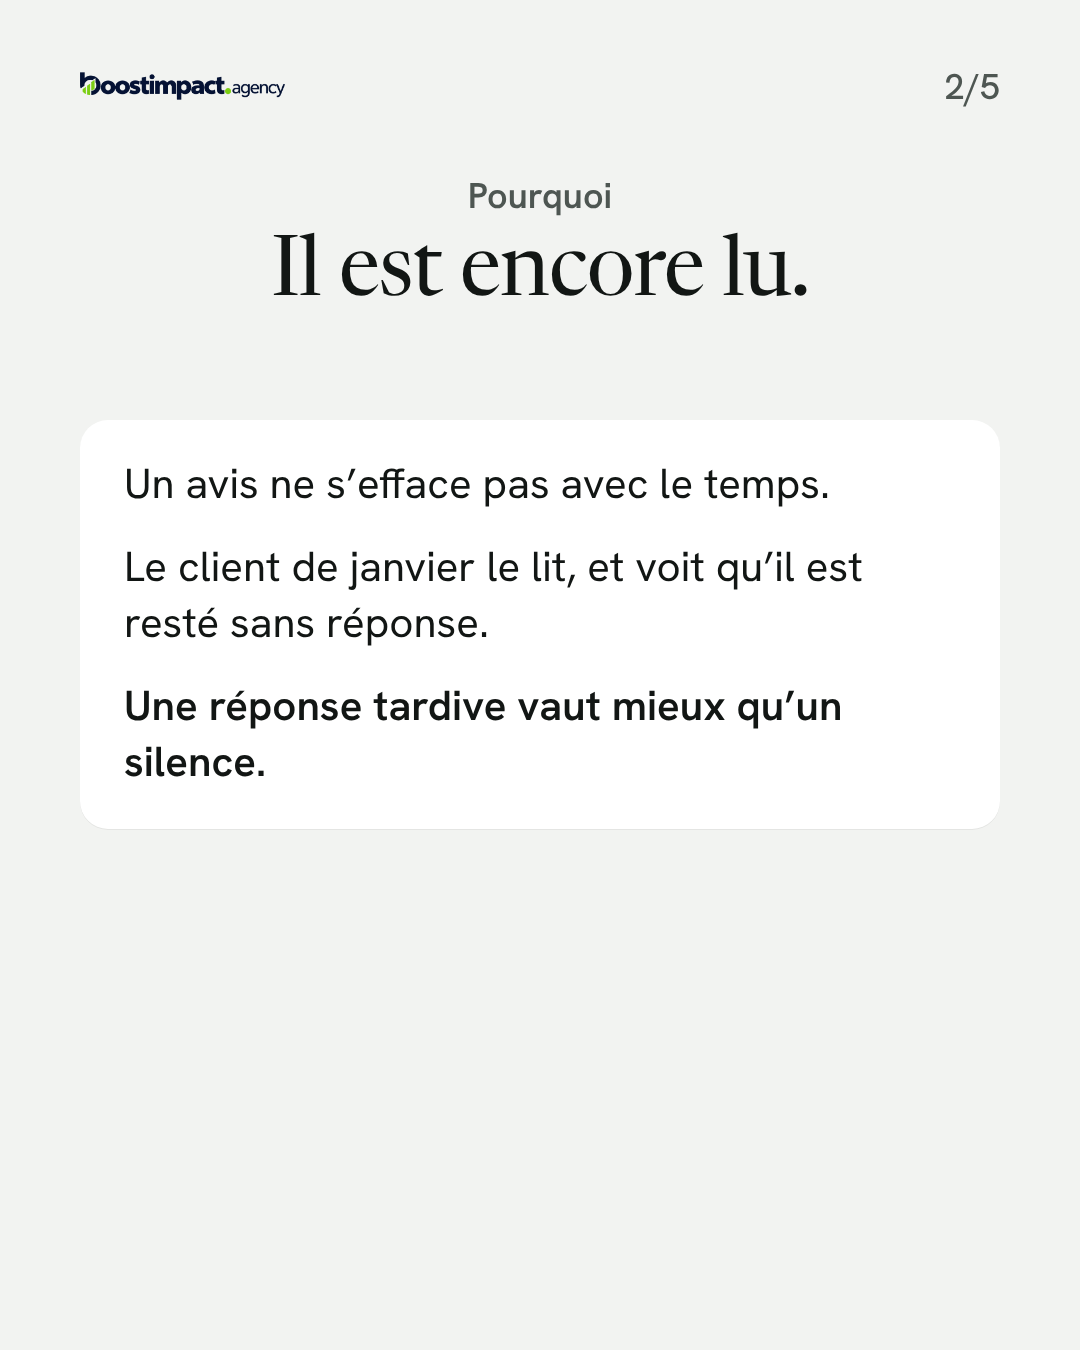 boostimpact.agency
2/5
Pourquoi
Il est encore lu.
Un avis ne s’efface pas avec le temps.
Le client de janvier le lit, et voit qu’il est
resté sans réponse.
Une réponse tardive vaut mieux qu’un
silence.